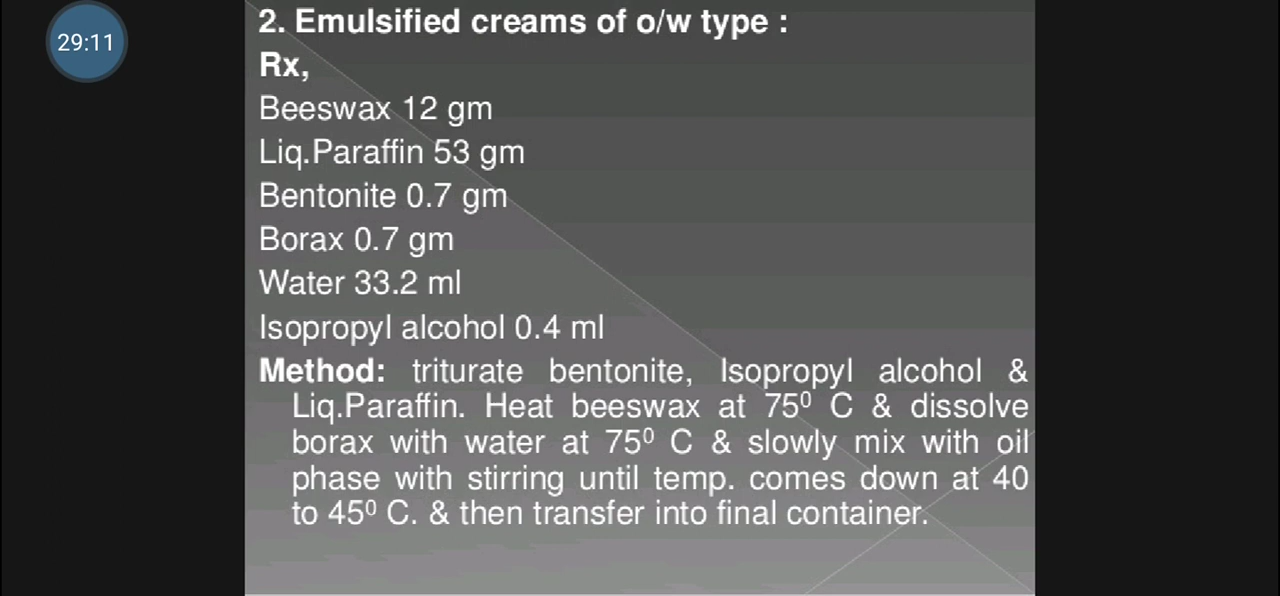 29:11
2. Emulsified creams of o/w type :
Rx,
Beeswax 12 gm
Liq.Paraffin 53 gm
Bentonite 0.7 gm
Borax 0.7 gm
Water 33.2 ml
Isopropyl alcohol 0.4 ml
Method: triturate bentonite, Isopropyl alcohol &
Liq.Paraffin. Heat beeswax at 75⁰ C & dissolve
borax with water at 75⁰ C & slowly mix with oil
phase with stirring until temp. comes down at 40
to 45⁰ C. & then transfer into final container.